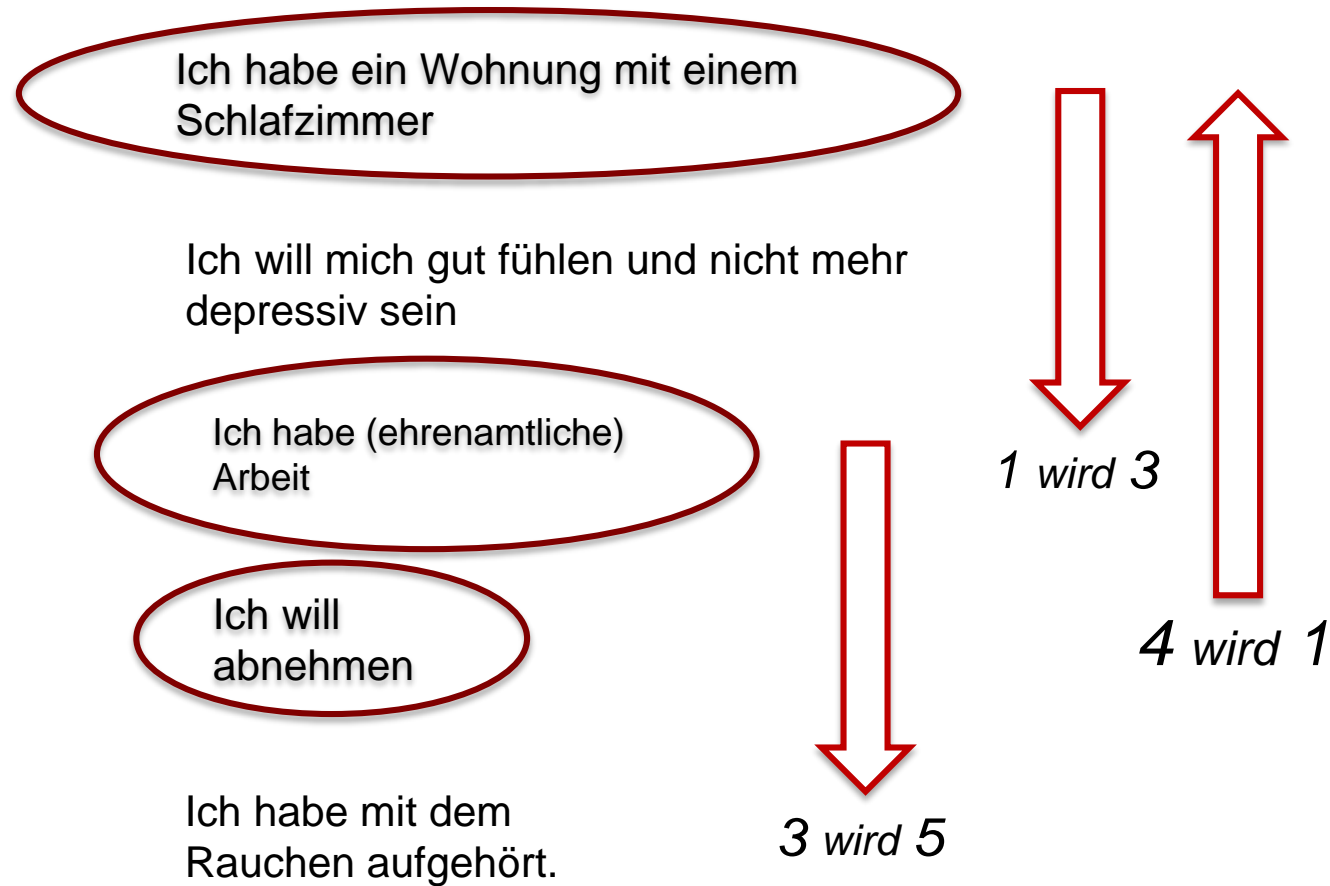 Ich habe ein Wohnung mit einem
Schlafzimmer
Ich will mich gut fühlen und nicht mehr
depressiv sein
Ich habe (ehrenamtliche)
Arbeit
1 wird 3
Ich will
abnehmen
4 wird 1
Ich habe mit dem
Rauchen aufgehört.
3 wird 5